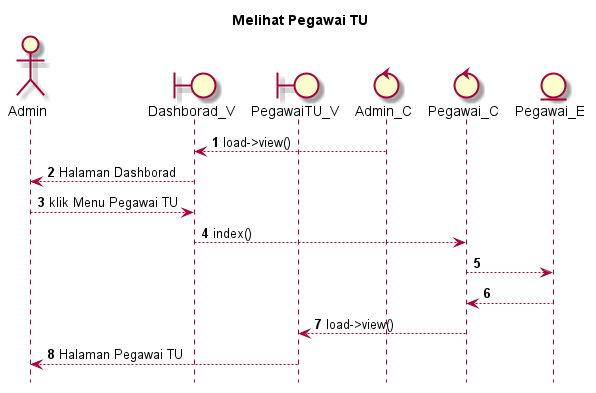 Melihat Pegawai TU
Admin
Dashborad_V
PegawaiTU_V
Admin_C
Pegawai_C
Pegawai_E
1 load->view()
2 Halaman Dashborad
3 klik Menu Pegawai TU
4 index()
5
6
7 load->view()
8 Halaman Pegawai TU